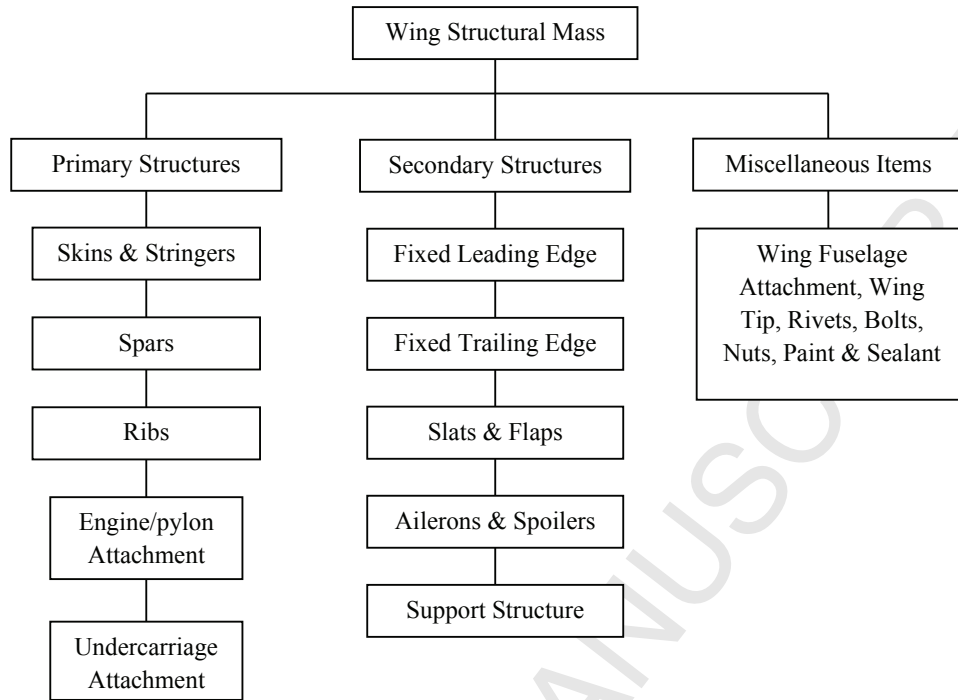 Wing Structural Mass
Primary Structures
Skins & Stringers
Spars
Ribs
Engine/pylon
Attachment
Undercarriage
Attachment
Secondary Structures
Fixed Leading Edge
Fixed Trailing Edge
Slats & Flaps
Ailerons & Spoilers
Support Structure
Miscellaneous Items
Wing Fuselage
Attachment, Wing
Tip, Rivets, Bolts,
Nuts, Paint & Sealant